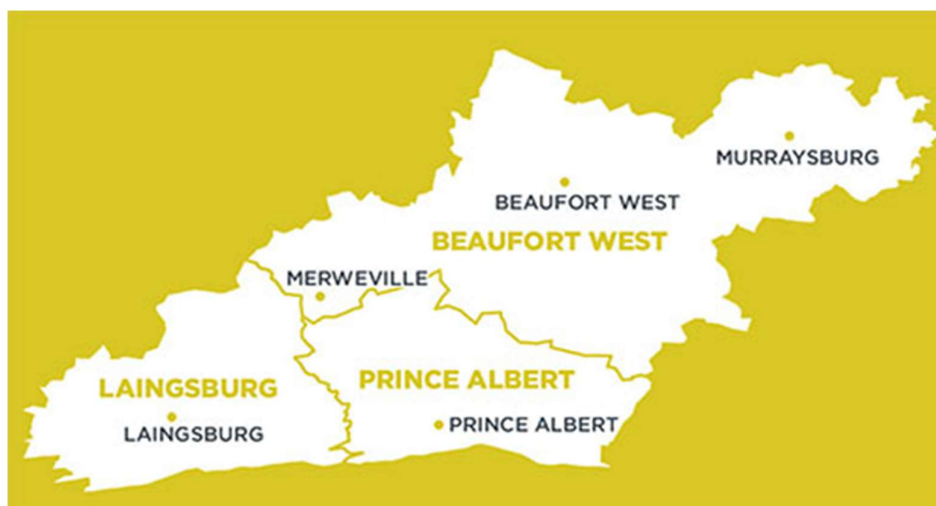 MURRAYSBURG
BEAUFORT WEST
BEAUFORT WEST
MERWEVILLE
LAINGSBURG
LAINGSBURG
PRINCE ALBERT
PRINCE ALBERT